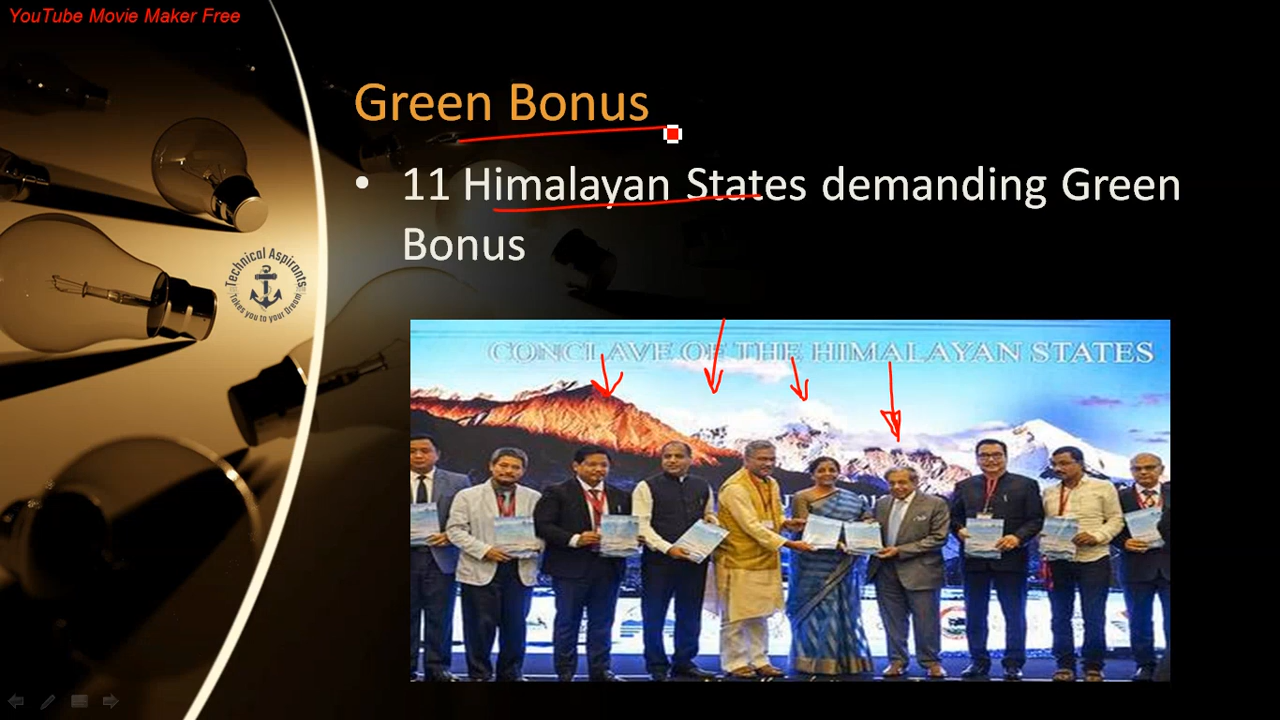 YouTube Movie Maker Free
Green Bonus
• 11 Himalayan States demanding Green
Bonus
Technical Aspirants
Takes you to your Dream
CONCLAVE OF THE HIMALAYAN STATES